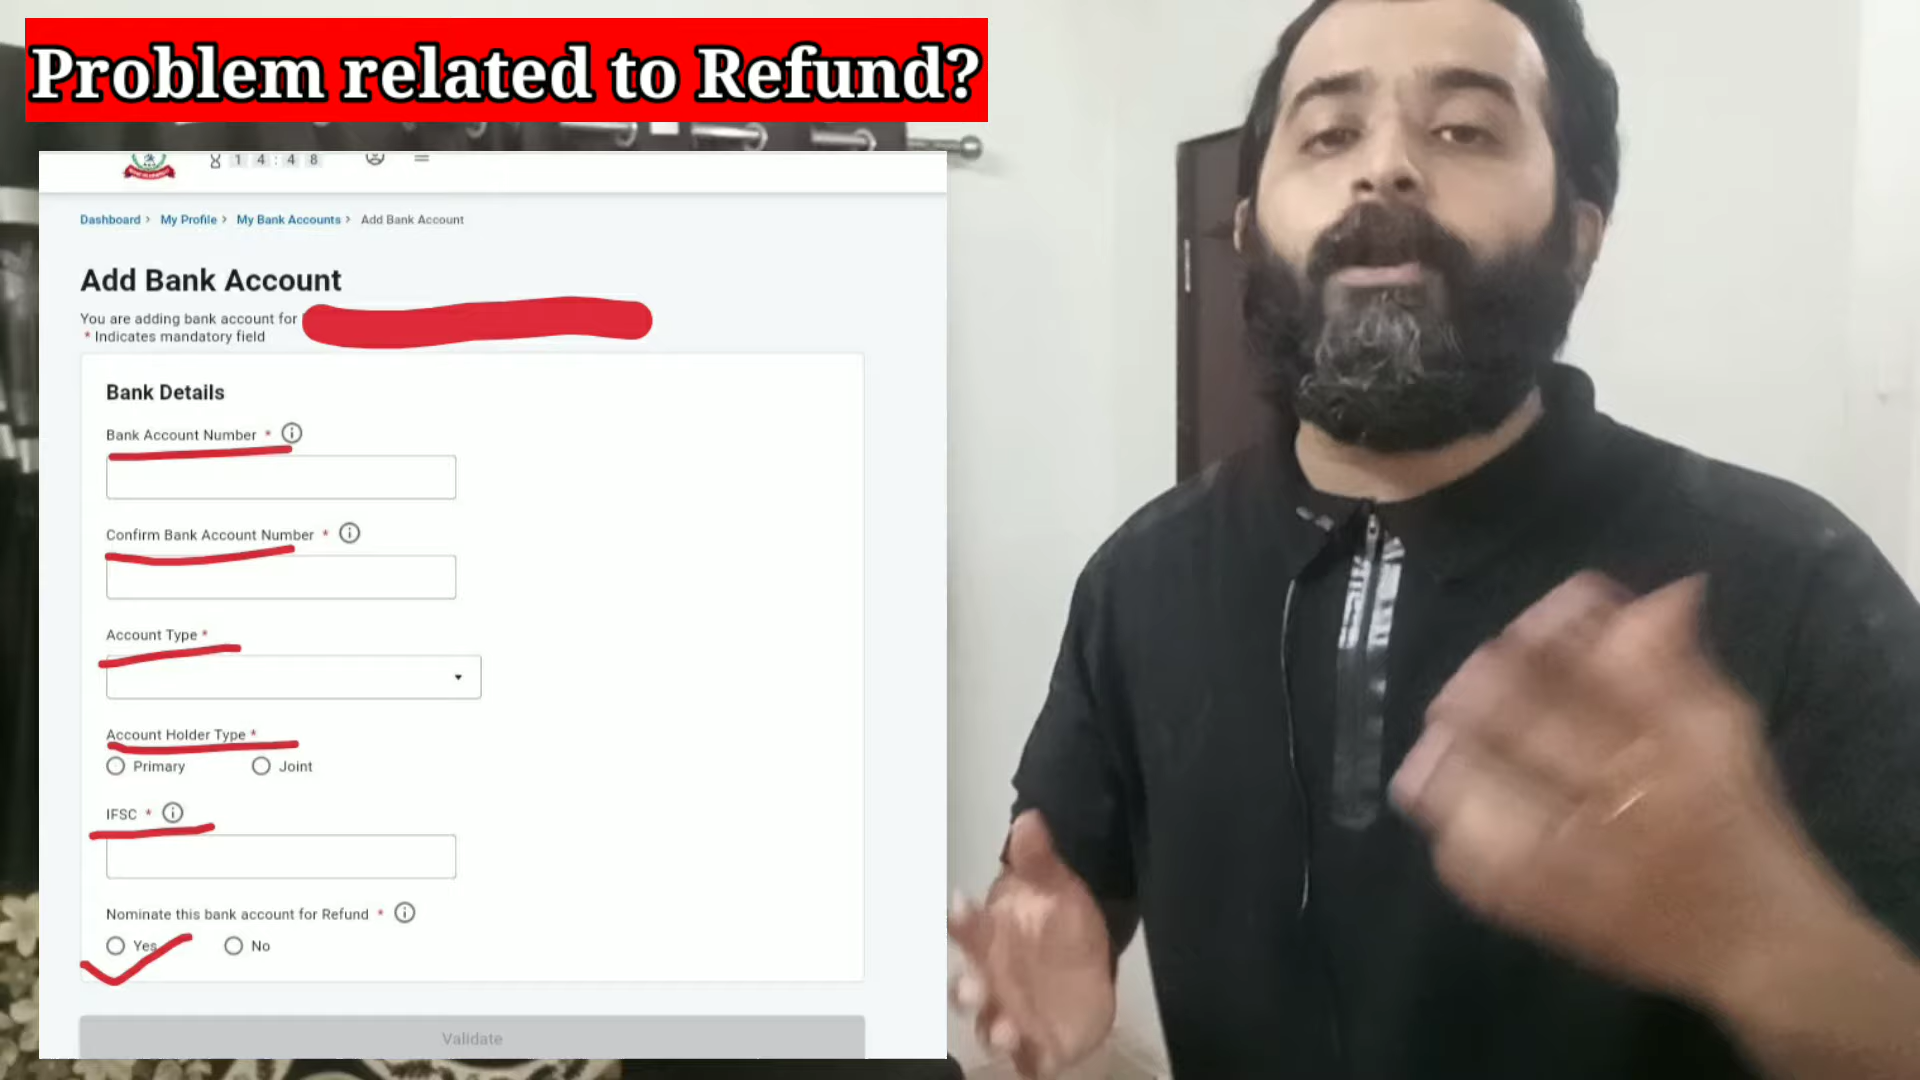 Problem related to Refund?
14:48
Dashboard > My Profile > My Bank Accounts > Add Bank Account
Add Bank Account
You are adding bank account for
* Indicates mandatory field
Bank Details
Bank Account Number *
Confirm Bank Account Number *
Account Type *
Account Holder Type *
Primary Joint
IFSC *
Nominate this bank account for Refund *
Yes No
Validate